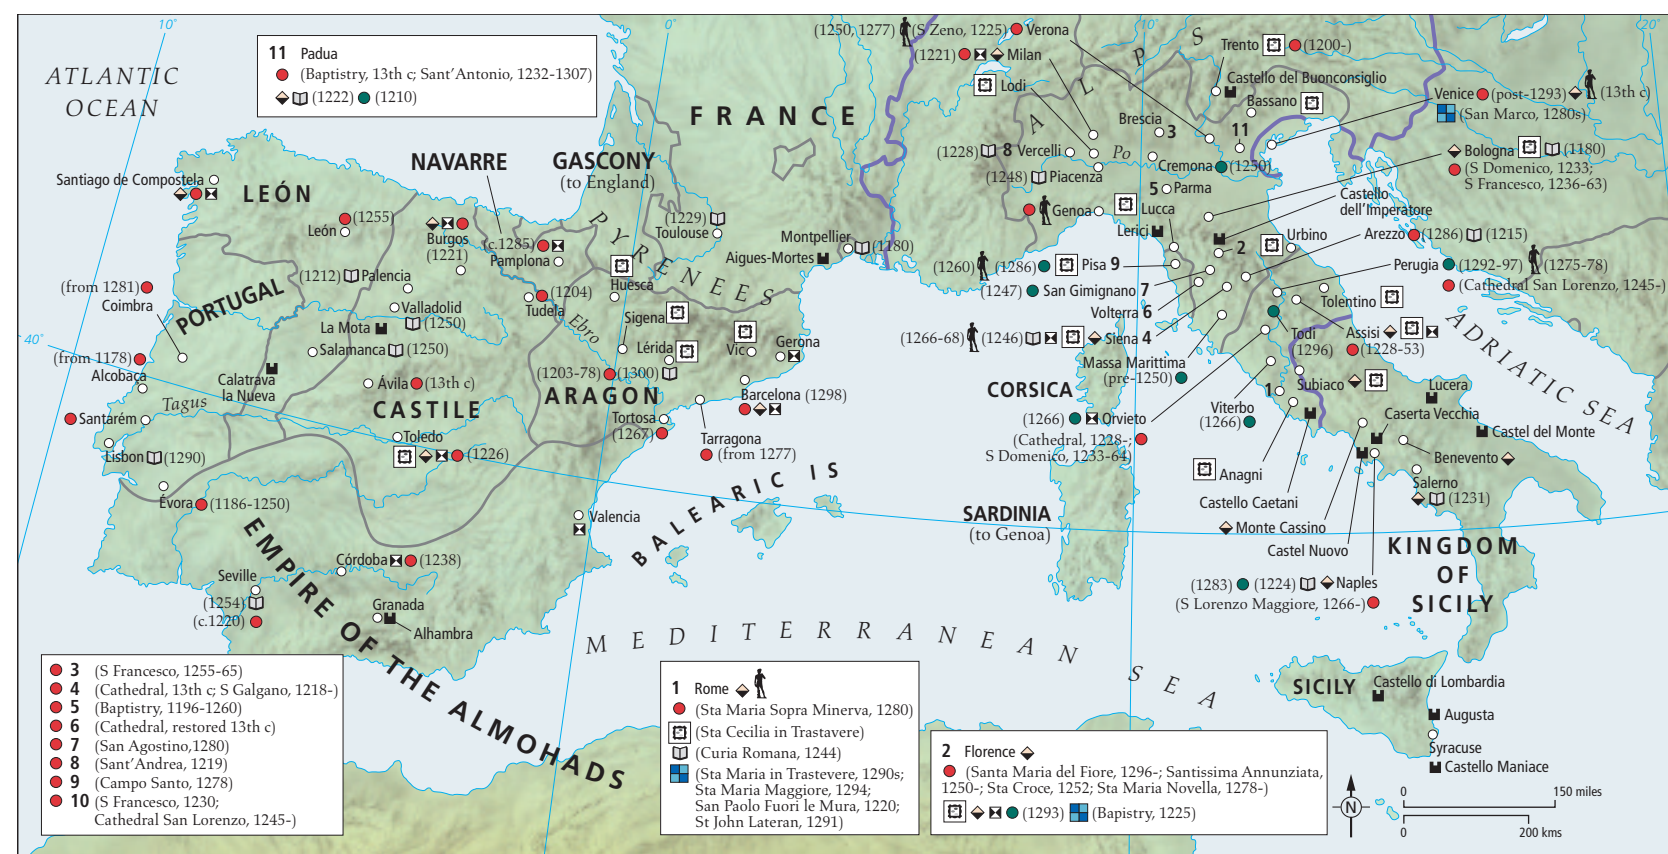 10°
0°
10°
20°
40°
ATLANTIC
OCEAN
11 Padua
(Baptistry, 13th c; Sant'Antonio, 1232-1307)
(1222) (1210)
FRANCE
NAVARRE
GASCONY
(to England)
LEÓN
PORTUGAL
CASTILE
ARAGON
PYRENEES
ALPS
EMPIRE OF THE ALMOHADS
BALEARIC IS
MEDITERRANEAN SEA
ADRIATIC SEA
CORSICA
SARDINIA
(to Genoa)
KINGDOM
OF
SICILY
SICILY
Santiago de Compostela
(1255)
León
Burgos
(1221)
(c.1285)
Pamplona
(1212) Palencia
(from 1281)
Coimbra
Valladolid
(1250)
La Mota
Salamanca (1250)
(1204)
Tudela
Ebro
Huesca
Sigena
Lérida
(1203-78) (1300)
Vic
Gerona
(from 1178)
Alcobaça
Calatrava
la Nueva
Ávila (13th c)
Tagus
Santarém
Barcelona (1298)
Tortosa
(1267)
Tarragona
(from 1277)
Toledo
(1226)
Lisbon (1290)
Évora (1186-1250)
Valencia
Córdoba (1238)
Seville
(1254)
(c.1220)
Granada
Alhambra
(1229)
Toulouse
Montpellier
(1180)
Aigues-Mortes
(1250, 1277) (S Zeno, 1225) Verona
(1221) Milan
Lodi
Trento (1200-)
Castello del Buonconsiglio
Bassano
Venice (post-1293) (13th c)
(San Marco, 1280s)
Brescia
3
11
(1228) 8 Vercelli
Po
Cremona (1250)
Bologna (1180)
(S Domenico, 1233;
S Francesco, 1236-63)
(1248) Piacenza
5 Parma
Castello
dell'Imperatore
Genoa
Lucca
Lerici
2
Urbino
Arezzo (1286) (1215)
(1260) (1286) Pisa 9
Perugia (1292-97) (1275-78)
(Cathedral San Lorenzo, 1245-)
(1247) San Gimignano 7
Volterra 6
Tolentino
(1266-68) (1246) Siena 4
Todi
(1296)
Assisi
(1228-53)
Massa Marittima
(pre-1250)
Subiaco
1
Lucera
(1266) Orvieto
(Cathedral, 1228-;
S Domenico, 1233-64)
Viterbo
(1266)
Caserta Vecchia
Castel del Monte
Benevento
Anagni
Castello Caetani
Salerno
(1231)
Monte Cassino
Castel Nuovo
(1283) (1224) Naples
(S Lorenzo Maggiore, 1266-)
Castello di Lombardia
Augusta
Syracuse
Castello Maniace
3 (S Francesco, 1255-65)
4 (Cathedral, 13th c; S Galgano, 1218-)
5 (Baptistry, 1196-1260)
6 (Cathedral, restored 13th c)
7 (San Agostino,1280)
8 (Sant'Andrea, 1219)
9 (Campo Santo, 1278)
10 (S Francesco, 1230;
Cathedral San Lorenzo, 1245-)
1 Rome
(Sta Maria Sopra Minerva, 1280)
(Sta Cecilia in Trastavere)
(Curia Romana, 1244)
(Sta Maria in Trastevere, 1290s;
Sta Maria Maggiore, 1294;
San Paolo Fuori le Mura, 1220;
St John Lateran, 1291)
2 Florence
(Santa Maria del Fiore, 1296-; Santissima Annunziata,
1250-; Sta Croce, 1252; Sta Maria Novella, 1278-)
(1293) (Bapistry, 1225)
N
0 150 miles
0 200 kms